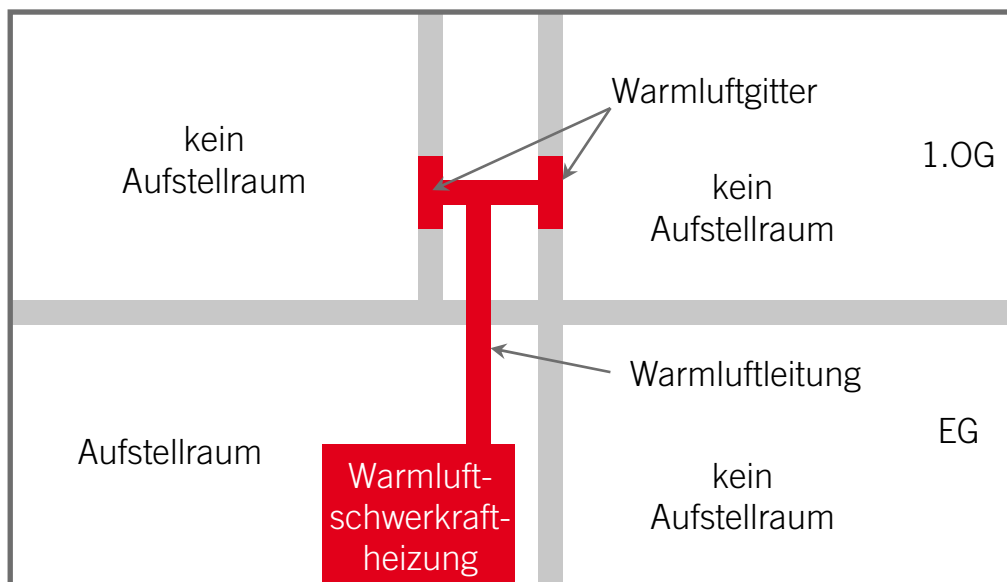 Warmluftgitter
kein
Aufstellraum
1.OG
kein
Aufstellraum
Warmluftleitung
Aufstellraum
EG
Warmluft-
schwerkraft-
heizung
kein
Aufstellraum